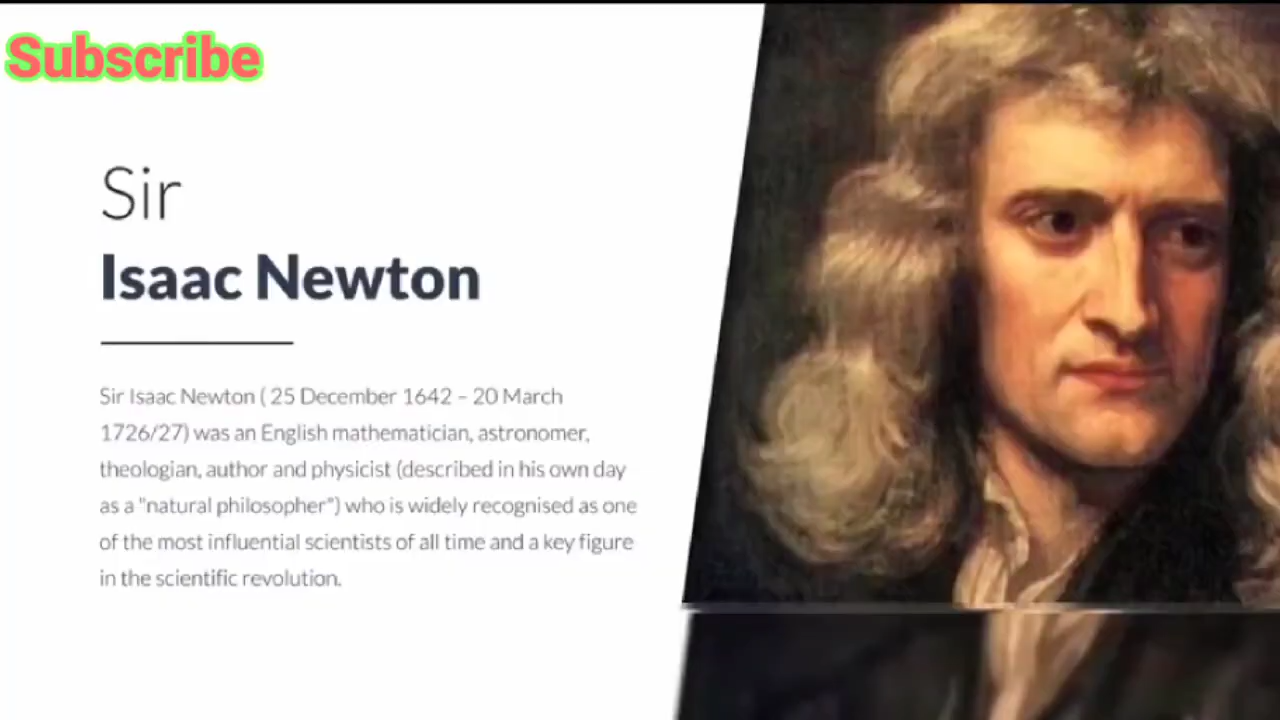 Subscribe
Sir
Isaac Newton
Sir Isaac Newton ( 25 December 1642 – 20 March
1726/27) was an English mathematician, astronomer,
theologian, author and physicist (described in his own day
as a "natural philosopher") who is widely recognised as one
of the most influential scientists of all time and a key figure
in the scientific revolution.